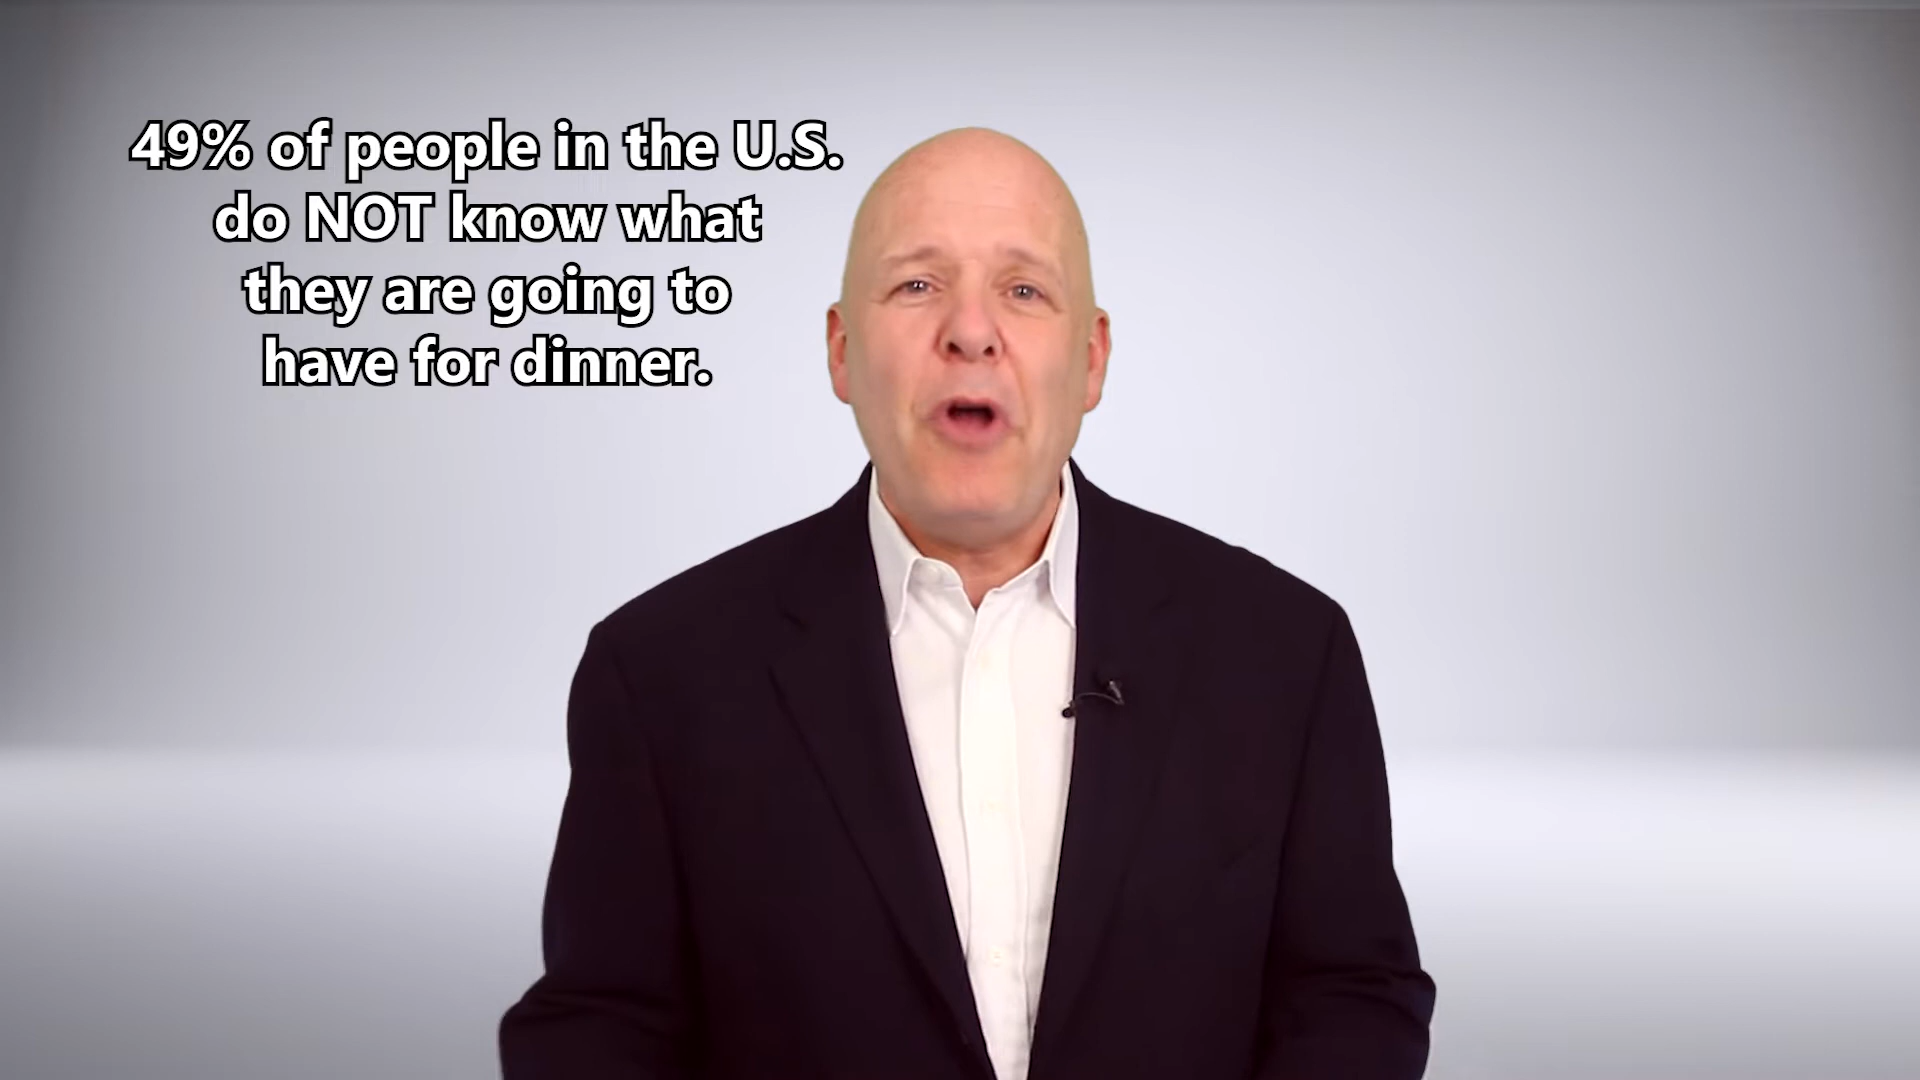 49% of people in the U.S.
do NOT know what
they are going to
have for dinner.